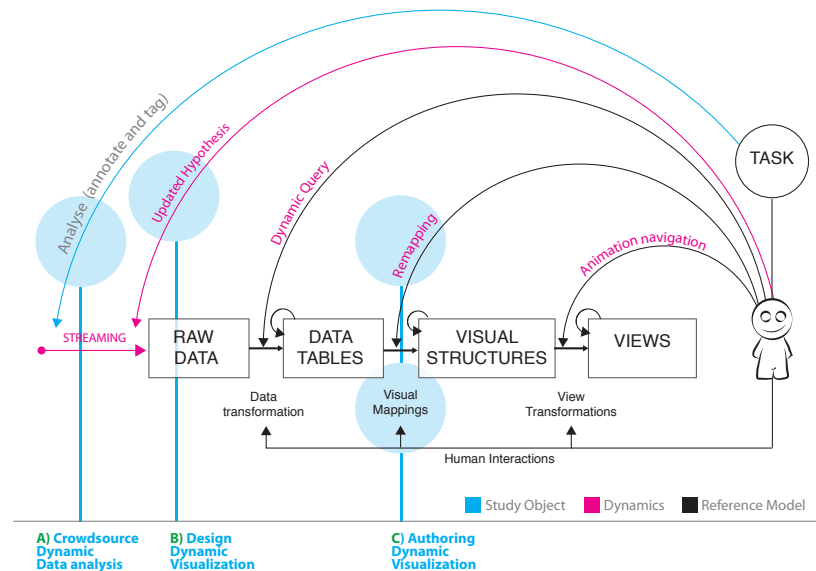 TASK
Analyse (annotate and tag)
Updated Hypothesis
Dynamic Query
Remapping
Animation navigation
STREAMING
RAW
DATA
DATA
TABLES
VISUAL
STRUCTURES
VIEWS
Data
transformation
Visual
Mappings
View
Transformations
Human Interactions
Study Object
Dynamics
Reference Model
A) Crowdsource
Dynamic
Data analysis
B) Design
Dynamic
Visualization
C) Authoring
Dynamic
Visualization